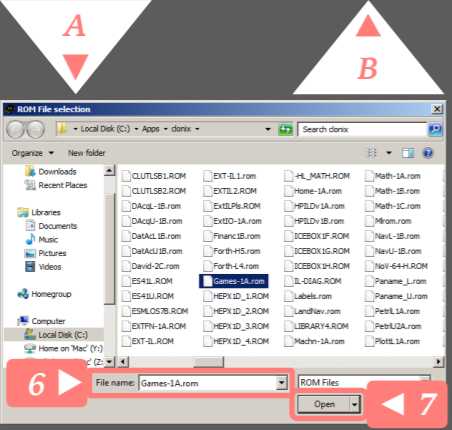 A
B
ROM File selection
Local Disk (C:) Apps clonix
Search clonix
Organize New folder
Downloads
Recent Places
Libraries
Documents
Music
Pictures
Videos
Homegroup
Computer
Local Disk (C:)
Home on 'Mac' (Y:)
CLUTLSB1.ROM
CLUTLSB2.ROM
DAcqL-1B.rom
DAcqU-1B.rom
DatAcL1B.rom
DatAcU1B.rom
David-2C.rom
ES41L.ROM
ES41U.ROM
ESMLOS7B.ROM
EXTFN-1A.ROM
EXT-IL.ROM
EXT-IL1.rom
EXTIL2.ROM
ExtILPls.ROM
ExtIO-1A.rom
Financ1B.rom
Forth-H5.rom
Forth-L4.rom
Games-1A.rom
HEPX1D_1.ROM
HEPX1D_2.ROM
HEPX1D_3.ROM
HEPX1D_4.ROM
-HL_MATH.ROM
Home-1A.rom
HPILDv1A.rom
HPILDv1B.rom
ICEBOX1F.ROM
ICEBOX1G.ROM
ICEBOX1H.ROM
IL-DIAG.ROM
Labels.rom
LandNav.rom
LIBRARY4.ROM
Machn-1A.rom
Math-1A.rom
Math-1B.rom
Math-1C.rom
Mlrom.rom
NavL-1B.rom
NavU-1B.rom
NoV-64-H.ROM
Paname_L.rom
Paname_U.rom
PetrlL1A.rom
PetrlU2A.rom
PlottL1A.rom
6
File name: Games-1A.rom
ROM Files
Open
7